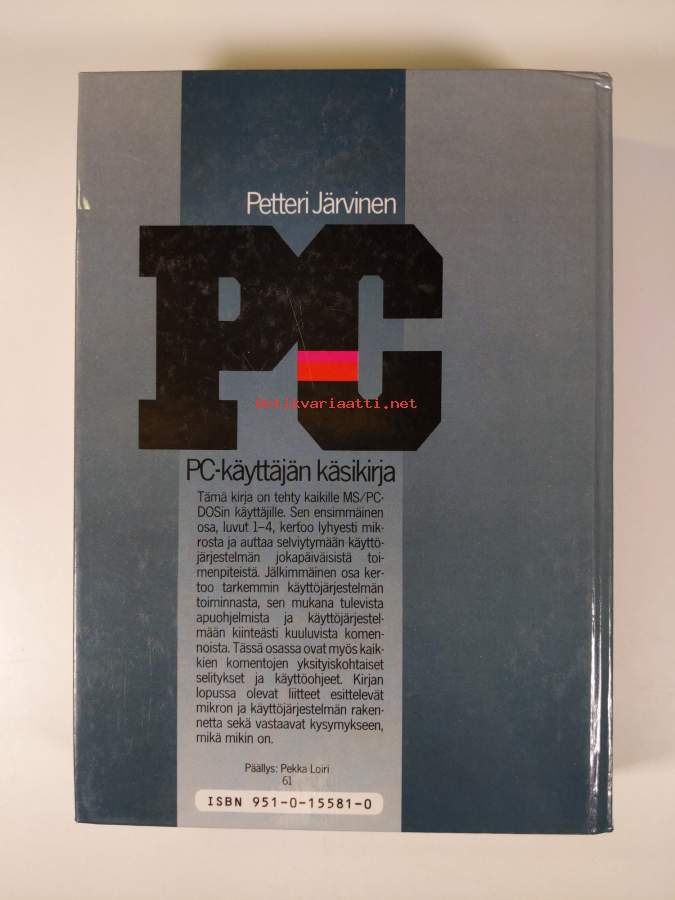 Petteri Järvinen
PC
antikvariaatti.net
PC-käyttäjän käsikirja
Tämä kirja on tehty kaikille MS/PC-
DOSin käyttäjille. Sen ensimmäinen
osa, luvut 1–4, kertoo lyhyesti mik-
rosta ja auttaa selviytymään käyttö-
järjestelmän jokapäiväisistä toi-
menpiteistä. Jälkimmäinen osa ker-
too tarkemmin käyttöjärjestelmän
toiminnasta, sen mukana tulevista
apuohjelmista ja käyttöjärjestel-
mään kiinteästi kuuluvista komen-
noista. Tässä osassa ovat myös kaik-
kien komentojen yksityiskohtaiset
selitykset ja käyttöohjeet. Kirjan
lopussa olevat liitteet esittelevät
mikron ja käyttöjärjestelmän raken-
netta sekä vastaavat kysymykseen,
mikä mikin on.
Päällys: Pekka Loiri
61
ISBN 951-0-15581-0